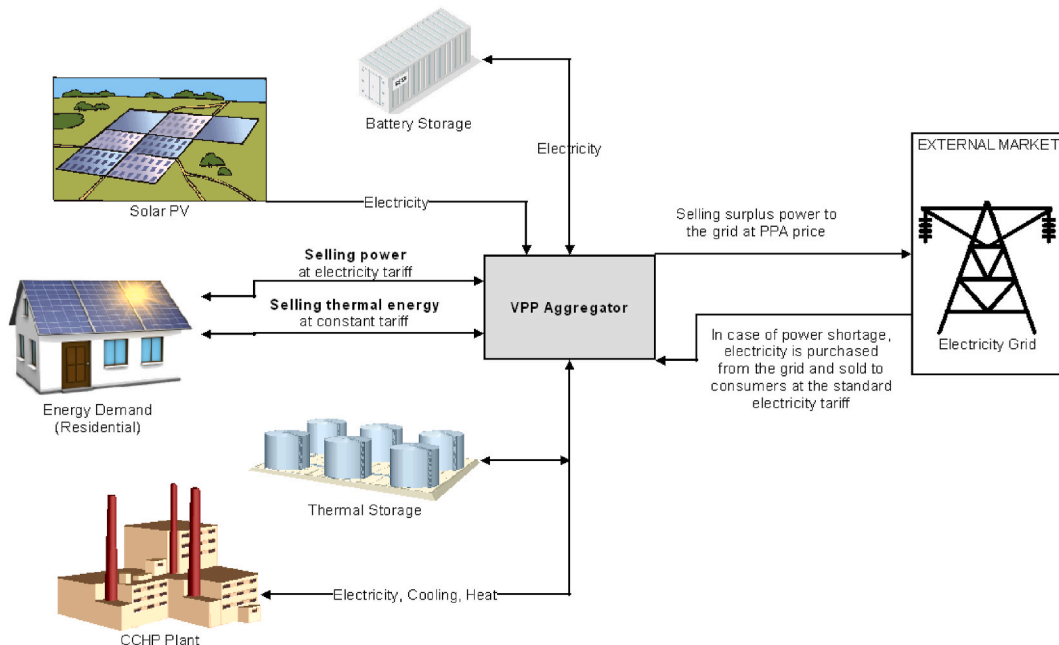 Battery Storage
Electricity
Solar PV
Electricity
EXTERNAL MARKET
Electricity Grid
Selling surplus power to
the grid at PPA price
Selling power
at electricity tariff
Selling thermal energy
at constant tariff
VPP Aggregator
In case of power shortage,
electricity is purchased
from the grid and sold to
consumers at the standard
electricity tariff
Energy Demand
(Residential)
Thermal Storage
Electricity, Cooling, Heat
CCHP Plant